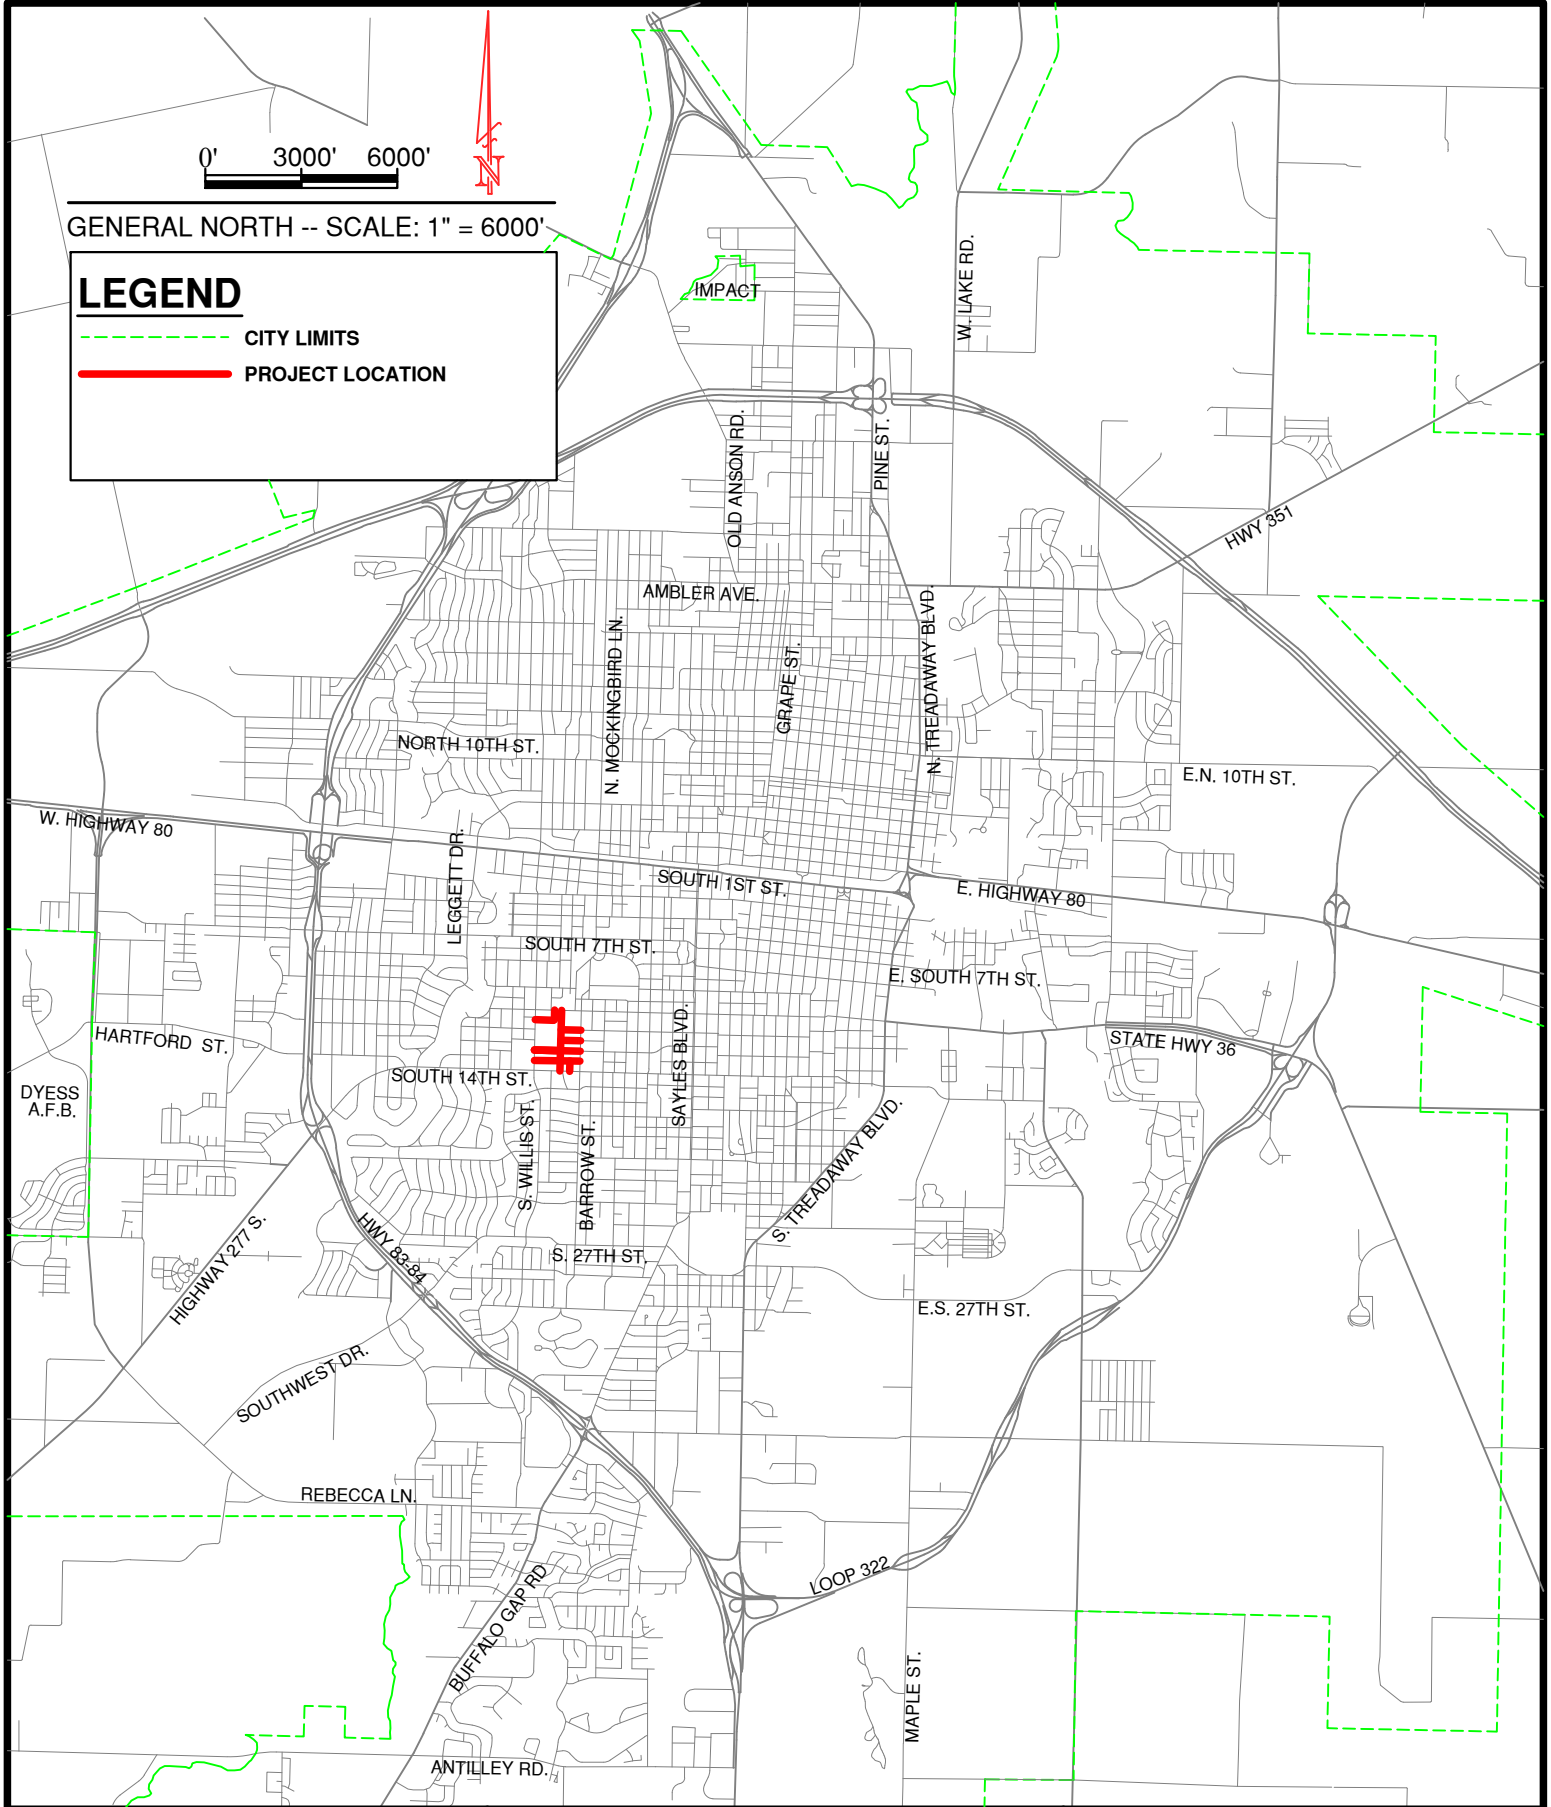 0' 3000' 6000'
N
GENERAL NORTH -- SCALE: 1" = 6000'
LEGEND
CITY LIMITS
PROJECT LOCATION
IMPACT
W. LAKE RD.
OLD ANSON RD.
PINE ST.
HWY 351
AMBLER AVE.
N. MOCKINGBIRD LN.
GRAPE ST.
N. TREADAWAY BLVD.
NORTH 10TH ST.
E.N. 10TH ST.
W. HIGHWAY 80
LEGGETT DR.
SOUTH 1ST ST.
E. HIGHWAY 80
SOUTH 7TH ST.
E. SOUTH 7TH ST.
HARTFORD ST.
STATE HWY 36
SAYLES BLVD.
SOUTH 14TH ST.
DYESS
A.F.B.
S. WILLIS ST.
BARROW ST.
S. TREADAWAY BLVD.
HIGHWAY 277 S.
HWY 83-84
S. 27TH ST.
E.S. 27TH ST.
SOUTHWEST DR.
REBECCA LN.
LOOP 322
BUFFALO GAP RD
MAPLE ST.
ANTILLEY RD.